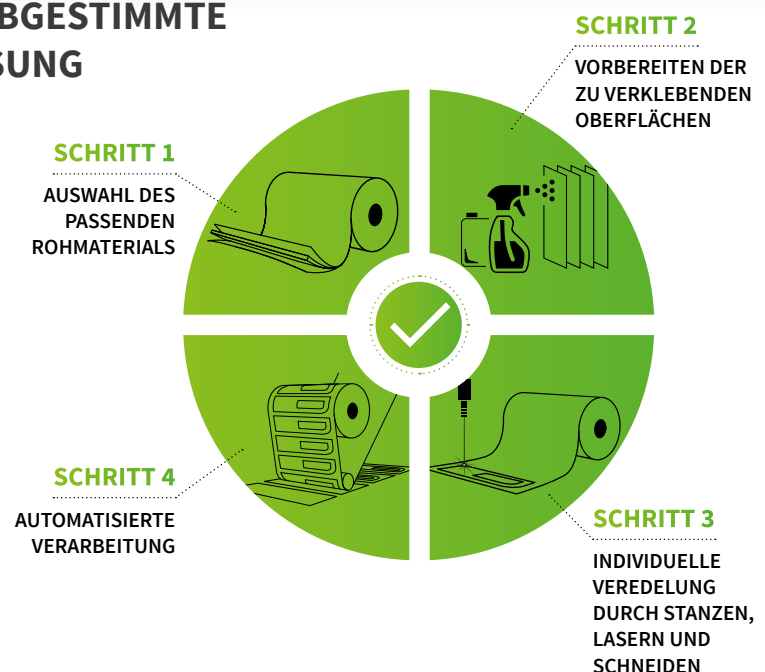 BGESTIMMTE
SUNG
SCHRITT 1
AUSWAHL DES
PASSENDEN
ROHMATERIALS
SCHRITT 2
VORBEREITEN DER
ZU VERKLEBENDEN
OBERFLÄCHEN
SCHRITT 3
INDIVIDUELLE
VEREDELUNG
DURCH STANZEN,
LASERN UND
SCHNEIDEN
SCHRITT 4
AUTOMATISIERTE
VERARBEITUNG